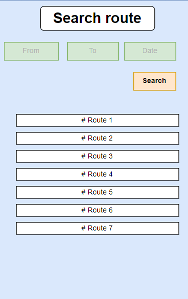 Search route
From To Date
Search
# Route 1
# Route 2
# Route 3
# Route 4
# Route 5
# Route 6
# Route 7